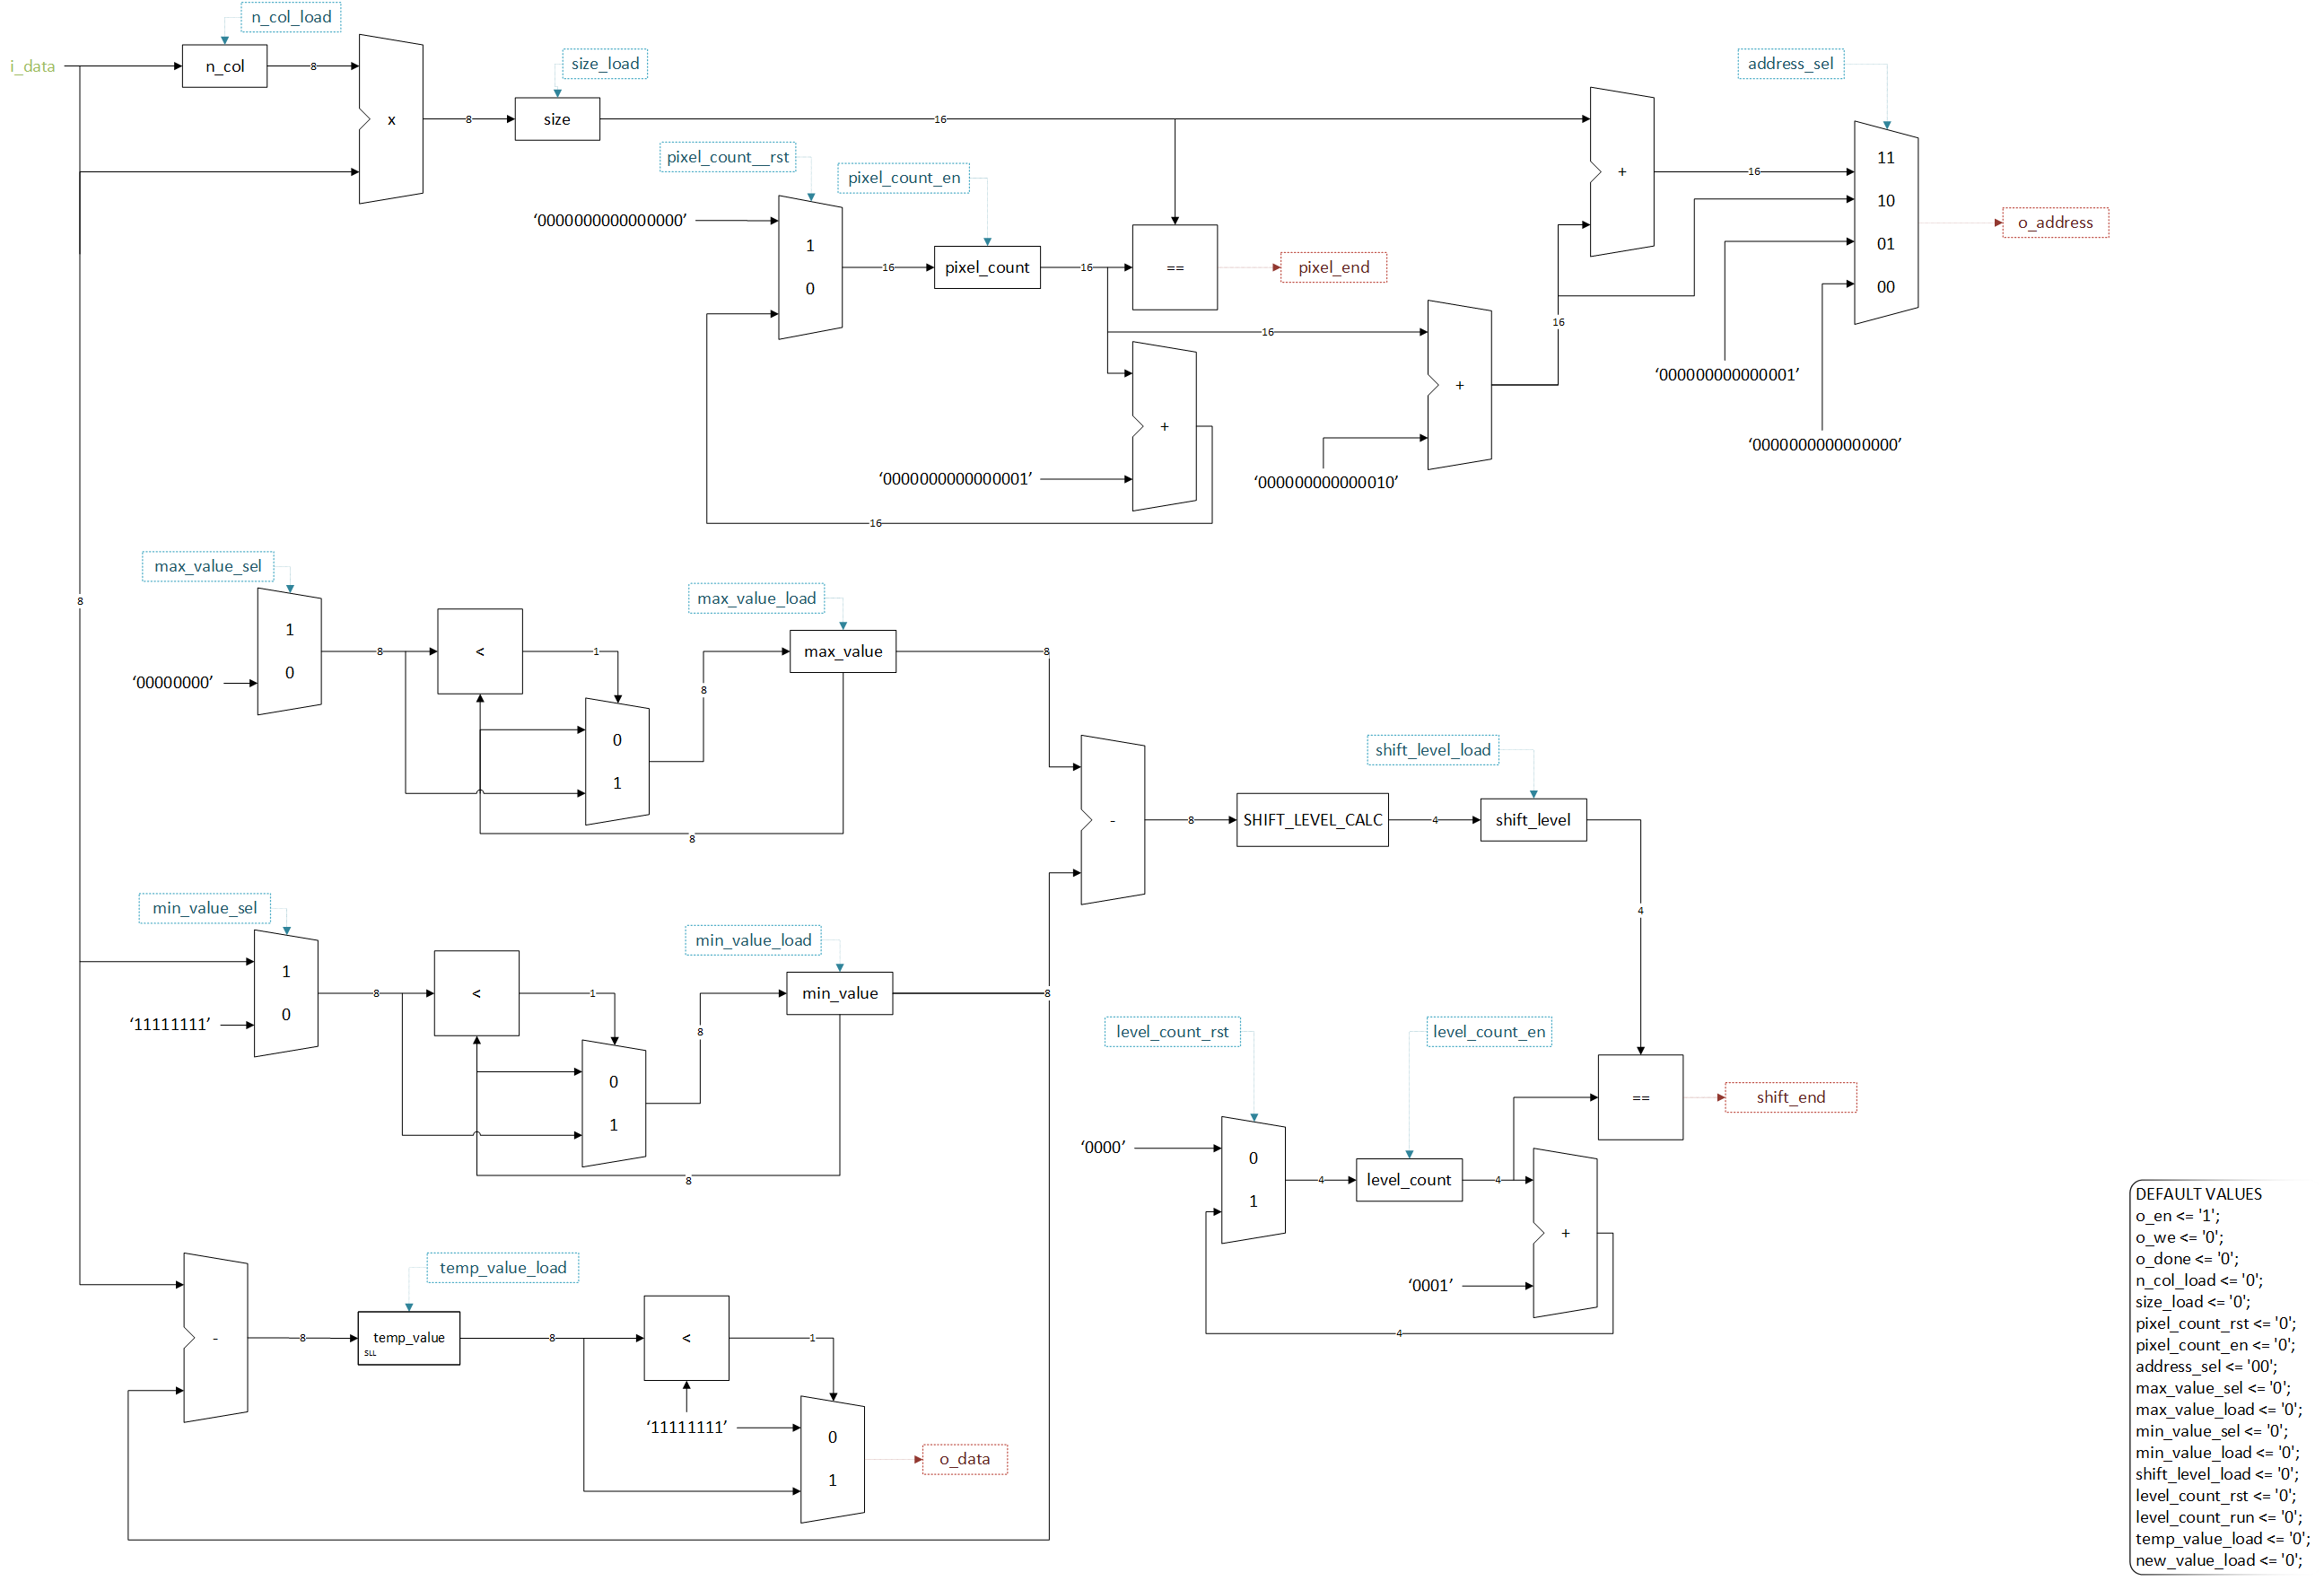 n_col_load
i_data
n_col
8
x
8
size_load
size
16
address_sel
+
16
11
10
01
00
o_address
pixel_count__rst
pixel_count_en
‘0000000000000000’
1
0
16
pixel_count
16
==
pixel_end
16
+
‘0000000000000001’
16
+
‘000000000000010’
16
‘000000000000001’
‘0000000000000000’
8
max_value_sel
1
0
‘00000000’
8
<
1
0
1
8
max_value_load
max_value
8
8
min_value_sel
1
0
‘11111111’
8
<
1
0
1
8
min_value_load
min_value
8
8
-
8
SHIFT_LEVEL_CALC
4
shift_level_load
shift_level
4
level_count_rst
level_count_en
‘0000’
0
1
4
level_count
4
==
shift_end
+
‘0001’
4
-
8
temp_value_load
temp_value
SLL
8
<
1
‘11111111’
0
1
o_data
DEFAULT VALUES
o_en <= '1';
o_we <= '0';
o_done <= '0';
n_col_load <= '0';
size_load <= '0';
pixel_count_rst <= '0';
pixel_count_en <= '0';
address_sel <= '00';
max_value_sel <= '0';
max_value_load <= '0';
min_value_sel <= '0';
min_value_load <= '0';
shift_level_load <= '0';
level_count_rst <= '0';
level_count_run <= '0';
temp_value_load <= '0';
new_value_load <= '0';